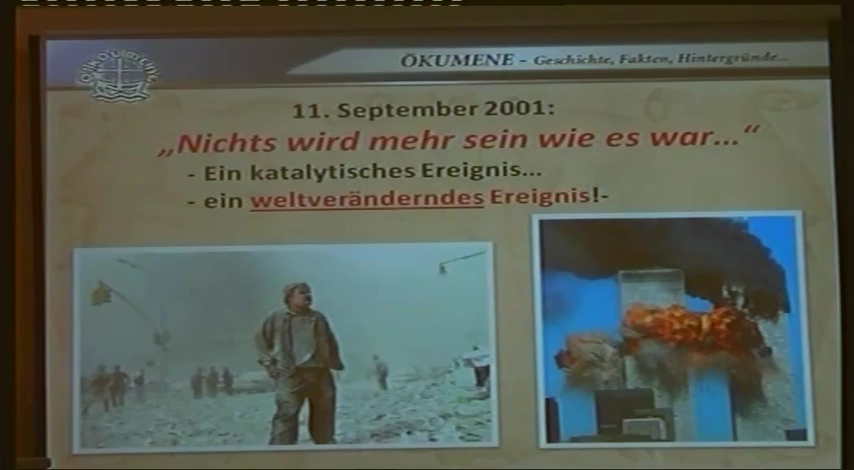 ÖKUMENE - Geschichte, Fakten, Hintergründe...
11. September 2001:
„Nichts wird mehr sein wie es war...“
- Ein katalytisches Ereignis...
- ein weltveränderndes Ereignis!-